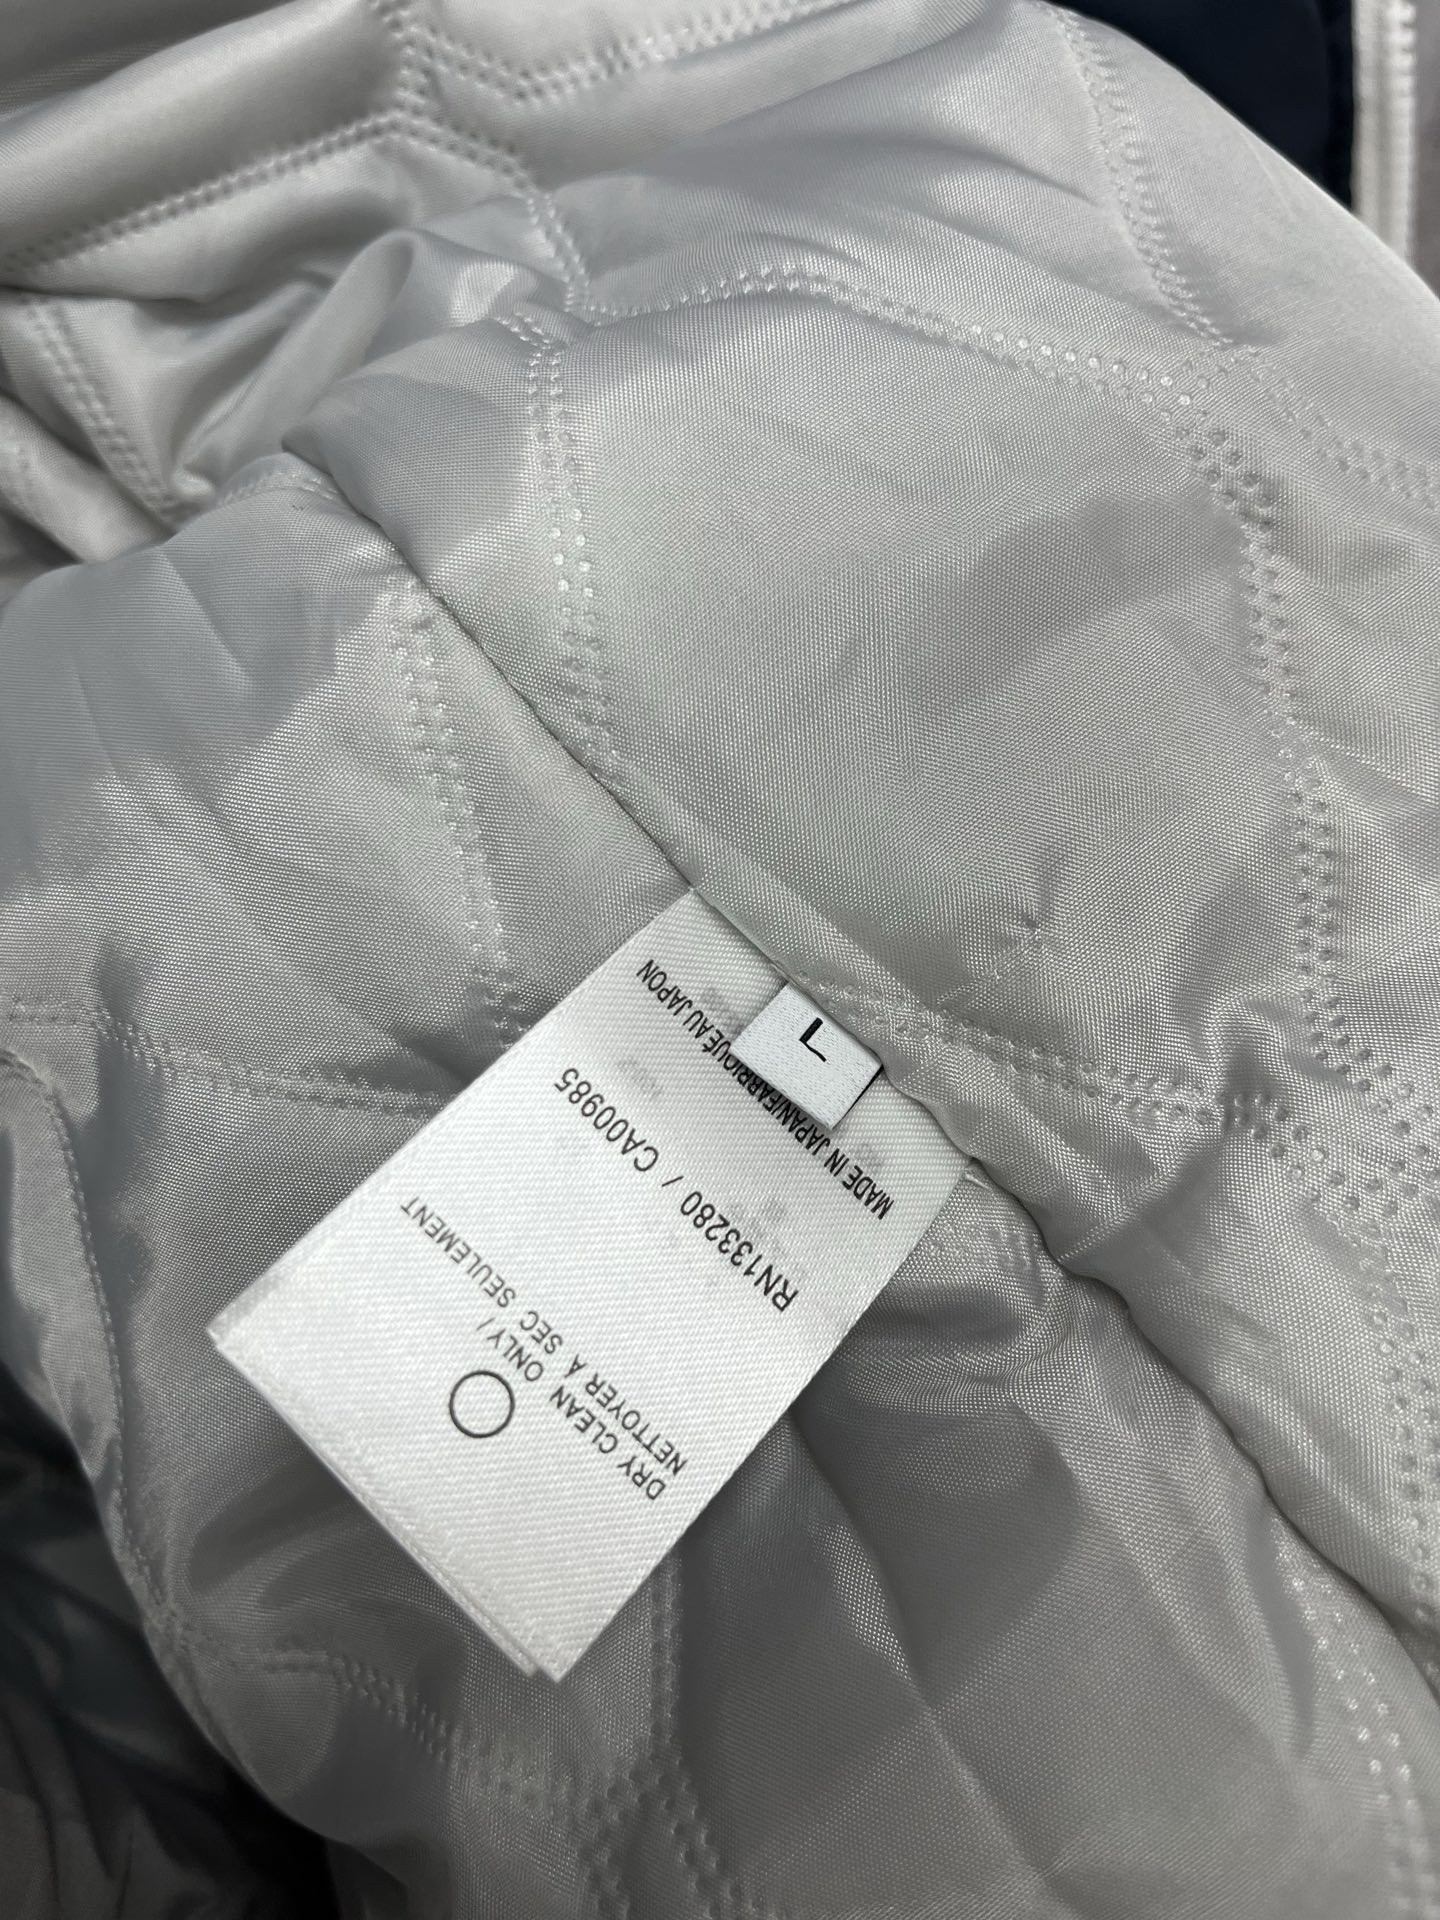 L
MADE IN JAPAN/FABRIQUÉ AU JAPON
RN133280 / CA00985
DRY CLEAN ONLY /
NETTOYER À SEC SEULEMENT